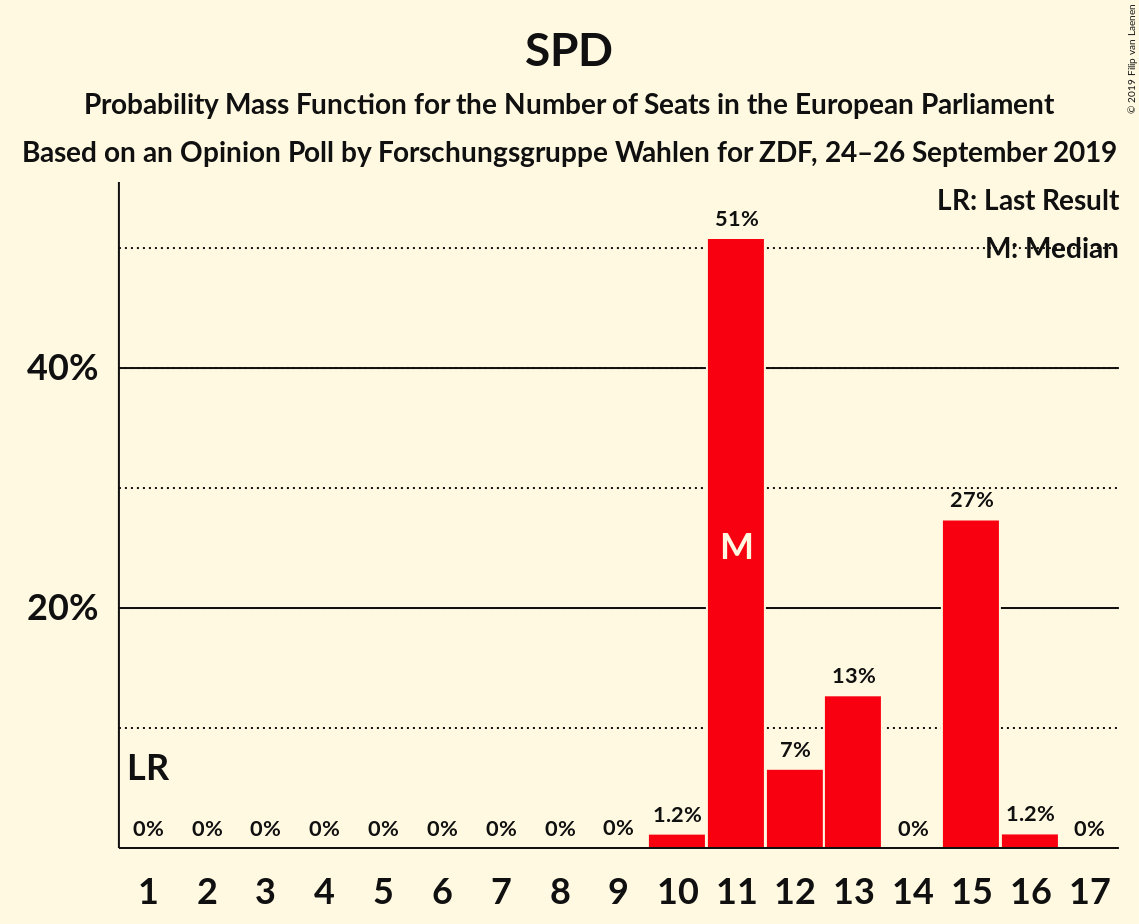 SPD
Probability Mass Function for the Number of Seats in the European Parliament
Based on an Opinion Poll by Forschungsgruppe Wahlen for ZDF, 24–26 September 2019
© 2019 Filip van Laenen
LR: Last Result
M: Median
51%
40%
27%
M
20%
13%
7%
LR
0% 0% 0% 0% 0% 0% 0% 0% 0% 1.2% 0% 1.2% 0%
1 2 3 4 5 6 7 8 9 10 11 12 13 14 15 16 17